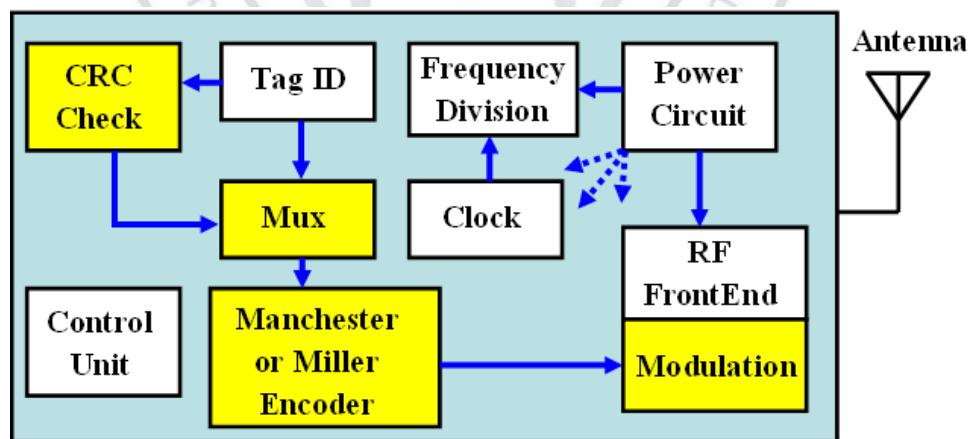 CRC
Check
Tag ID
Frequency
Division
Power
Circuit
Antenna
Mux
Clock
RF
FrontEnd
Control
Unit
Manchester
or Miller
Encoder
Modulation